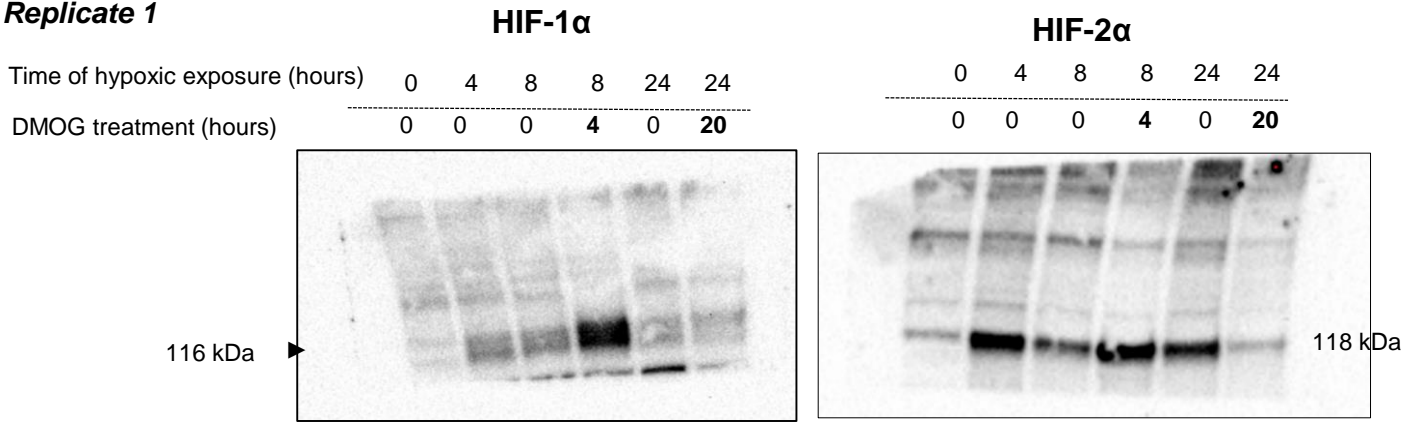 Replicate 1
HIF-1α
HIF-2α
Time of hypoxic exposure (hours) 0 4 8 8 24 24
0 4 8 8 24 24
DMOG treatment (hours) 0 0 0 4 0 20
0 0 0 4 0 20
116 kDa
118 kDa